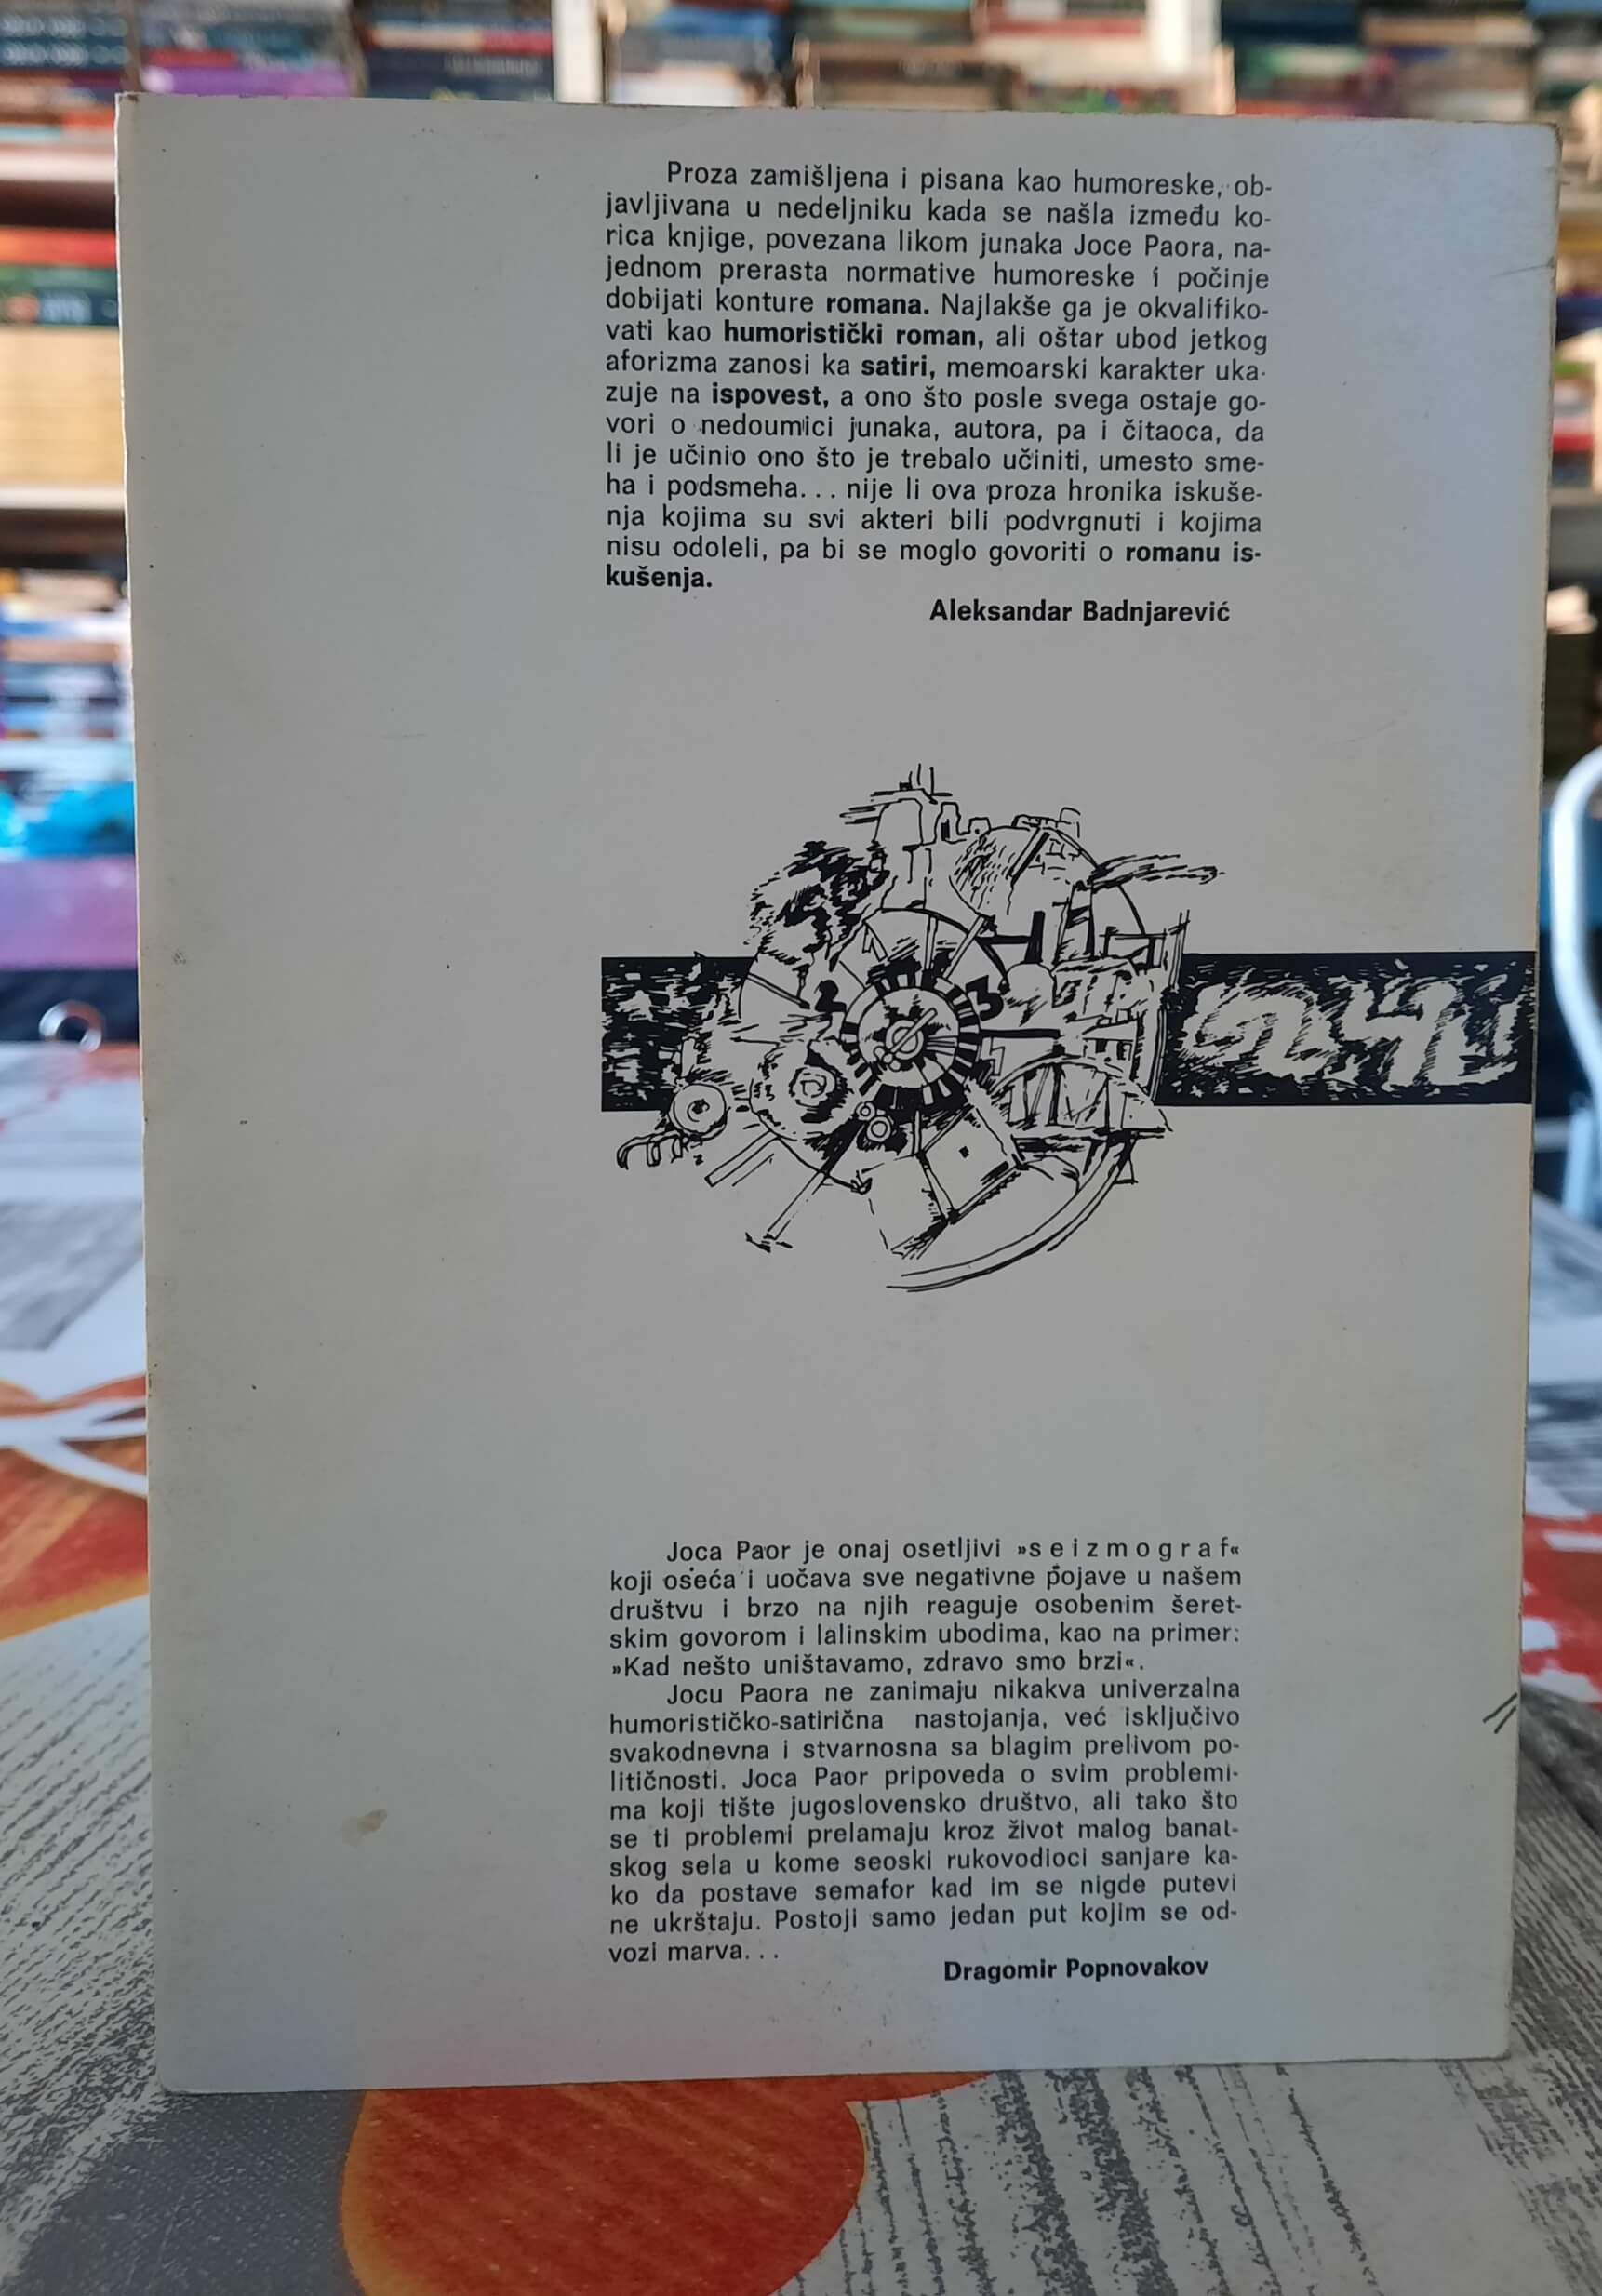 Proza zamišljena i pisana kao humoreske, ob-
javljivana u nedeljniku kada se našla između ko-
rica knjige, povezana likom junaka Joce Paora, na-
jednom prerasta normative humoreske i počinje
dobijati konture romana. Najlakše ga je okvalifiko-
vati kao humoristički roman, ali oštar ubod jetkog
aforizma zanosi ka satiri, memoarski karakter uka-
zuje na ispovest, a ono što posle svega ostaje go-
vori o nedoumici junaka, autora, pa i čitaoca, da
li je učinio ono što je trebalo učiniti, umesto sme-
ha i podsmeha... nije li ova proza hronika iskuše-
nja kojima su svi akteri bili podvrgnuti i kojima
nisu odoleli, pa bi se moglo govoriti o romanu is-
kušenja.
Aleksandar Badnjarević
1
2
3
Joca Paor je onaj osetljivi »s e i z m o g r a f«
koji oseća i uočava sve negativne pojave u našem
društvu i brzo na njih reaguje osobenim šeret-
skim govorom i lalinskim ubodima, kao na primer:
»Kad nešto uništavamo, zdravo smo brzi«.
Jocu Paora ne zanimaju nikakva univerzalna
humorističko-satirična nastojanja, već isključivo
svakodnevna i stvarnosna sa blagim prelivom po-
litičnosti. Joca Paor pripoveda o svim problemi-
ma koji tište jugoslovensko društvo, ali tako što
se ti problemi prelamaju kroz život malog banat-
skog sela u kome seoski rukovodioci sanjare ka-
ko da postave semafor kad im se nigde putevi
ne ukrštaju. Postoji samo jedan put kojim se od-
vozi marva...
Dragomir Popnovakov